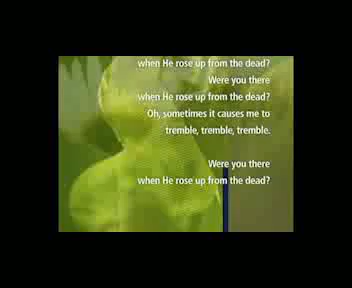 when He rose up from the dead?
Were you there
when He rose up from the dead?
Oh, sometimes it causes me to
tremble, tremble, tremble.
Were you there
when He rose up from the dead?